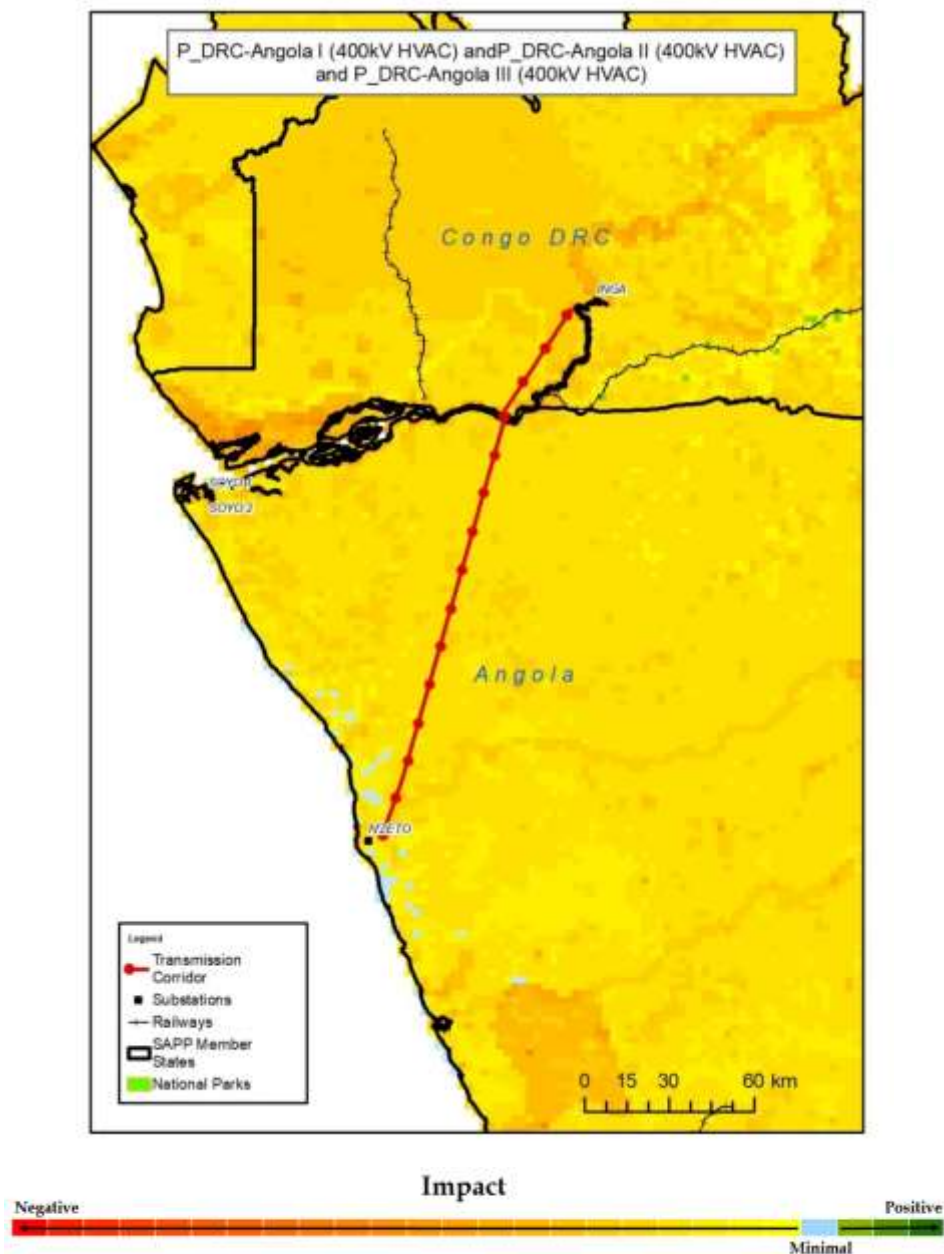 P_DRC-Angola I (400kV HVAC) andP_DRC-Angola II (400kV HVAC)
and P_DRC-Angola III (400kV HVAC)
Congo DRC
INGA
SOYO 2
Angola
NZETO
Legend
Transmission
Corridor
Substations
Railways
SAPP Member
States
National Parks
0 15 30 60 km
Impact
Negative
Positive
Minimal